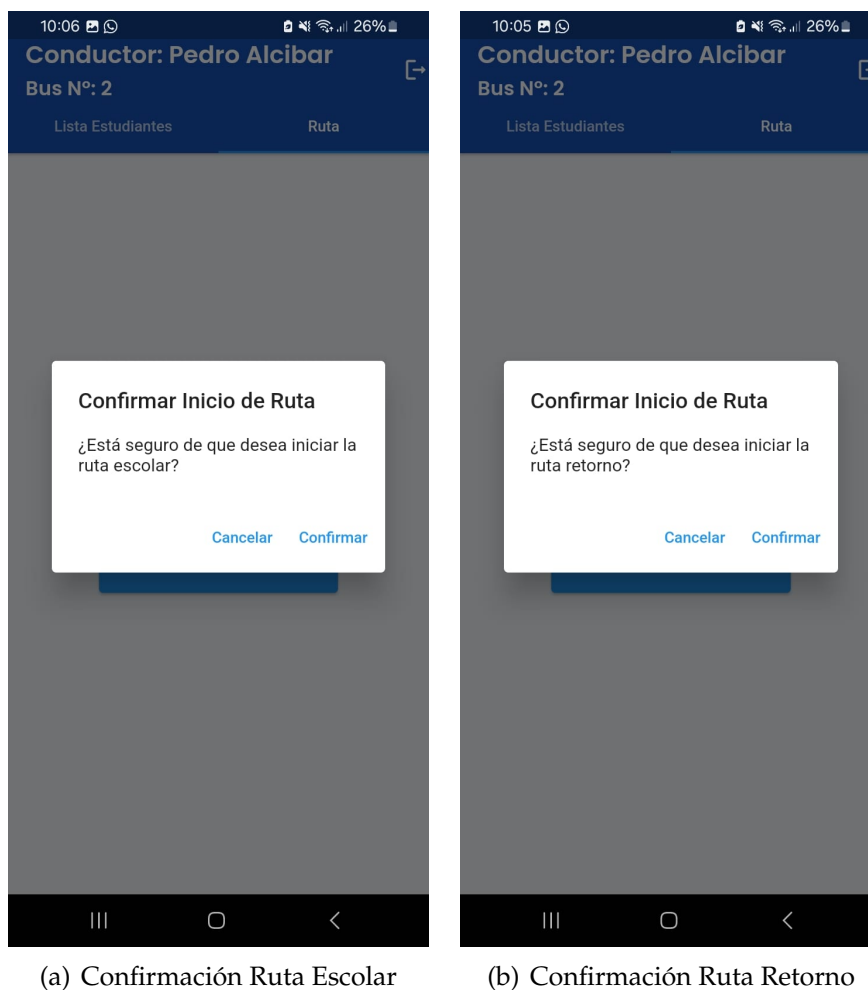 10:06
26%
Conductor: Pedro Alcibar
Bus N°: 2
Lista Estudiantes
Ruta
Confirmar Inicio de Ruta
¿Está seguro de que desea iniciar la
ruta escolar?
Cancelar
Confirmar
(a) Confirmación Ruta Escolar
10:05
26%
Conductor: Pedro Alcibar
Bus N°: 2
Lista Estudiantes
Ruta
Confirmar Inicio de Ruta
¿Está seguro de que desea iniciar la
ruta retorno?
Cancelar
Confirmar
(b) Confirmación Ruta Retorno